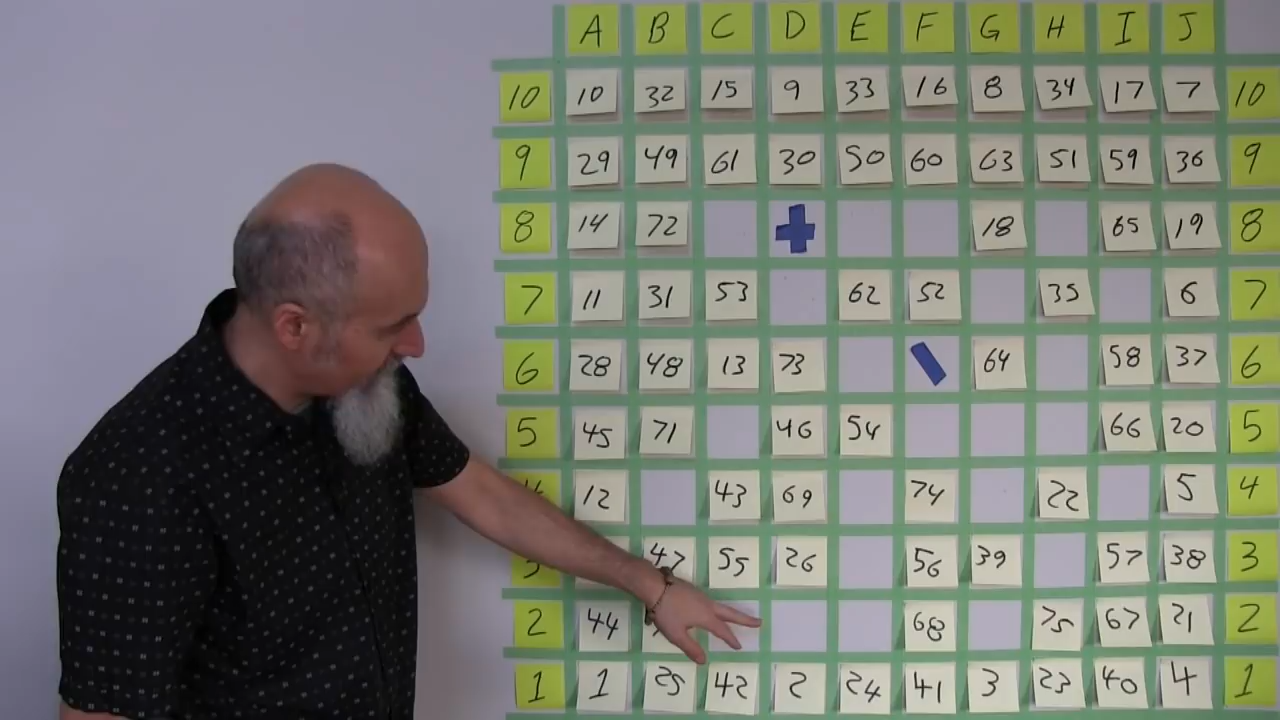 A B C D E F G H I J
10 10 32 15 9 33 16 8 34 17 7 10
9 29 49 61 30 50 60 63 51 59 36 9
8 14 72 18 65 19 8
7 11 31 53 62 52 35 6 7
6 28 48 13 73 64 58 37 6
5 45 71 46 54 66 20 5
12 43 69 74 22 5 4
47 55 26 56 39 57 38 3
2 44 68 75 67 21 2
1 1 25 42 2 24 41 3 23 40 4 1